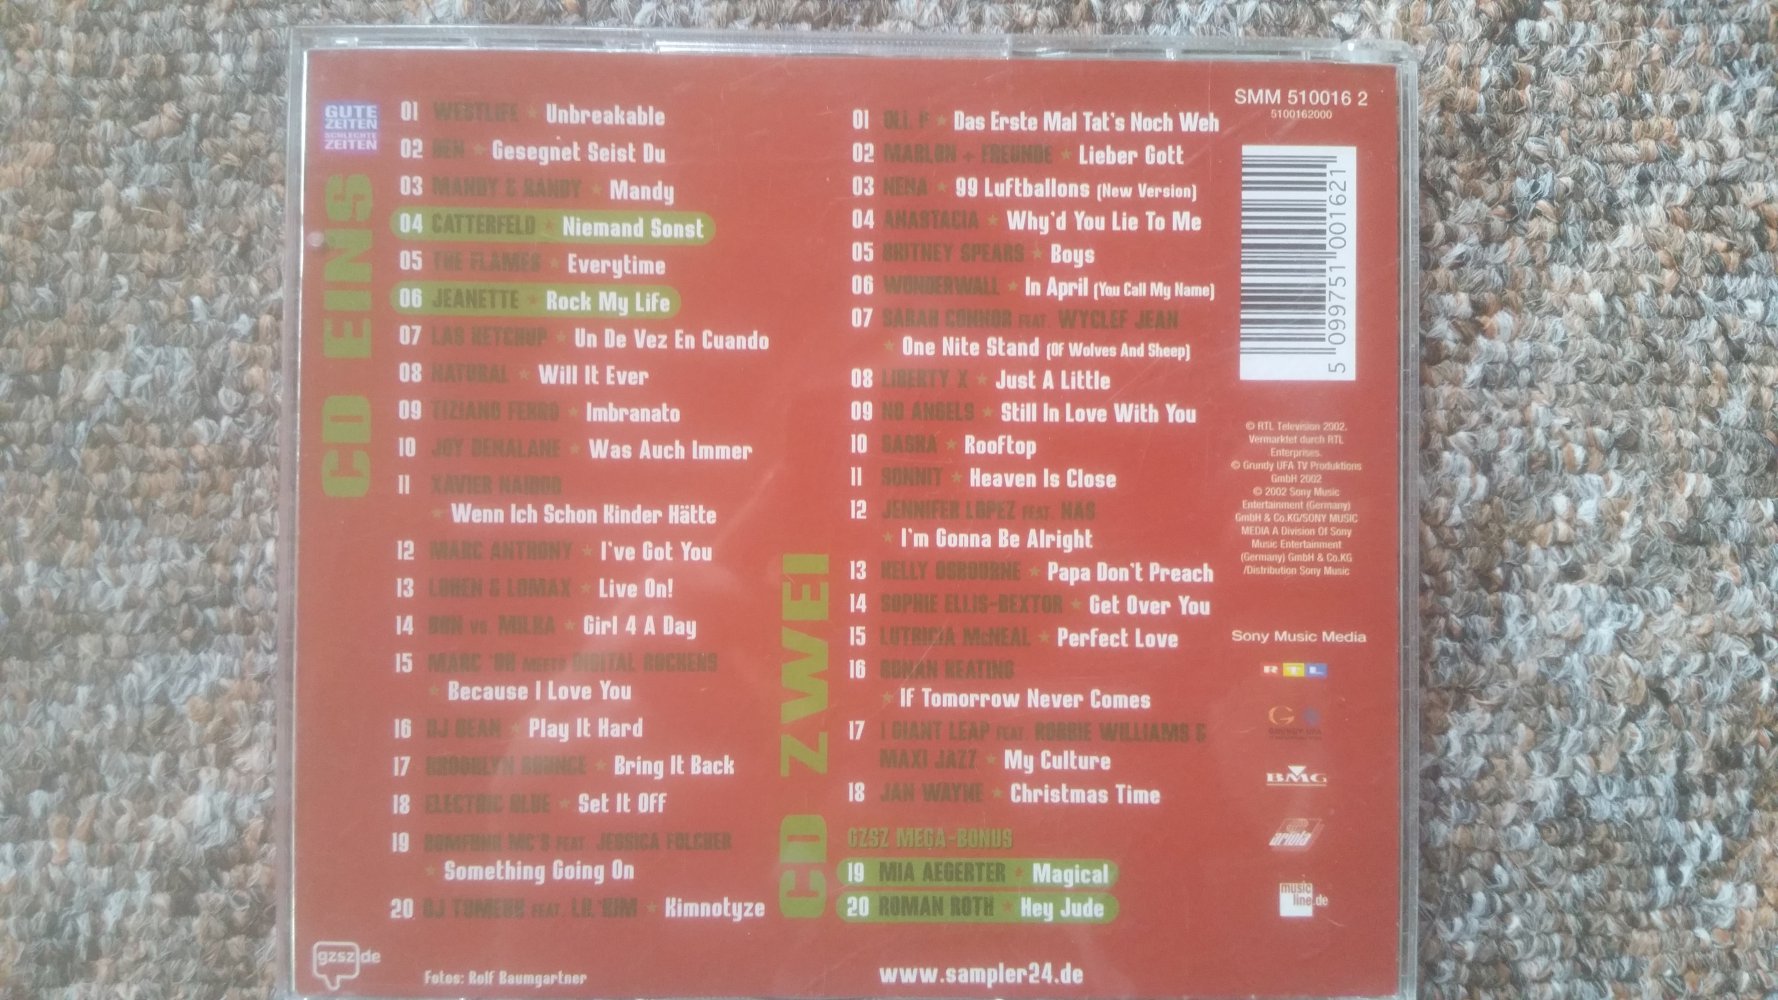 GUTE
ZEITEN
SCHLECHTE
ZEITEN
CD EINS
01 WESTLIFE ★ Unbreakable
02 BEN ★ Gesegnet Seist Du
03 MANDY & RANDY ★ Mandy
04 CATTERFELD ★ Niemand Sonst
05 THE FLAMES ★ Everytime
06 JEANETTE ★ Rock My Life
07 LAS KETCHUP ★ Un De Vez En Cuando
08 NATURAL ★ Will It Ever
09 TIZIANO FERRO ★ Imbranato
10 JOY DENALANE ★ Was Auch Immer
11 XAVIER NAIDOO
★ Wenn Ich Schon Kinder Hätte
12 MARC ANTHONY ★ I've Got You
13 LOREN & LOMAX ★ Live On!
14 vs. MILKA ★ Girl 4 A Day
15 MARC MEETS DIGITAL ROCKERS
★ Because I Love You
16 DJ DEAN ★ Play It Hard
17 BROOKLYN BOUNCE ★ Bring It Back
18 ELECTRIC BLUE ★ Set It Off
19 BOMFUNK MC'S FEAT. JESSICA FOLCKER
★ Something Going On
20 DJ TOMEKK FEAT. LIL' KIM ★ Kimnotyze
gzsz.de
Fotos: Rolf Baumgartner
CD ZWEI
01 OLI. P ★ Das Erste Mal Tat's Noch Weh
02 MARLON + FREUNDE ★ Lieber Gott
03 NENA ★ 99 Luftballons (New Version)
04 ANASTACIA ★ Why'd You Lie To Me
05 BRITNEY SPEARS ★ Boys
06 WONDERWALL ★ In April (You Call My Name)
07 SARAH CONNOR FEAT. WYCLEF JEAN
★ One Nite Stand (Of Wolves And Sheep)
08 LIBERTY X ★ Just A Little
09 NO ANGELS ★ Still In Love With You
10 SASHA ★ Rooftop
11 SONNIT ★ Heaven Is Close
12 JENNIFER LOPEZ FEAT. NAS
★ I'm Gonna Be Alright
13 KELLY OSBOURNE ★ Papa Don't Preach
14 SOPHIE ELLIS-BEXTOR ★ Get Over You
15 LUTRICIA McNEAL ★ Perfect Love
16 RONAN KEATING
★ If Tomorrow Never Comes
17 1 GIANT LEAP FEAT. ROBBIE WILLIAMS &
MAXI JAZZ ★ My Culture
18 JAN WAYNE ★ Christmas Time
GZSZ MEGA-BONUS
19 MIA AEGERTER ★ Magical
20 ROMAN ROTH ★ Hey Jude
www.sampler24.de
SMM 510016 2
5100162000
5 099751 001621
© RTL Television 2002.
Vermarktet durch RTL
Enterprises.
© Grundy UFA TV Produktions
GmbH 2002
© 2002 Sony Music
Entertainment (Germany)
GmbH & Co.KG/SONY MUSIC
MEDIA A Division Of Sony
Music Entertainment
(Germany) GmbH & Co.KG
/Distribution Sony Music
Sony Music Media
RTL
G
GRUNDY UFA
BMG
ariola
music
line.de